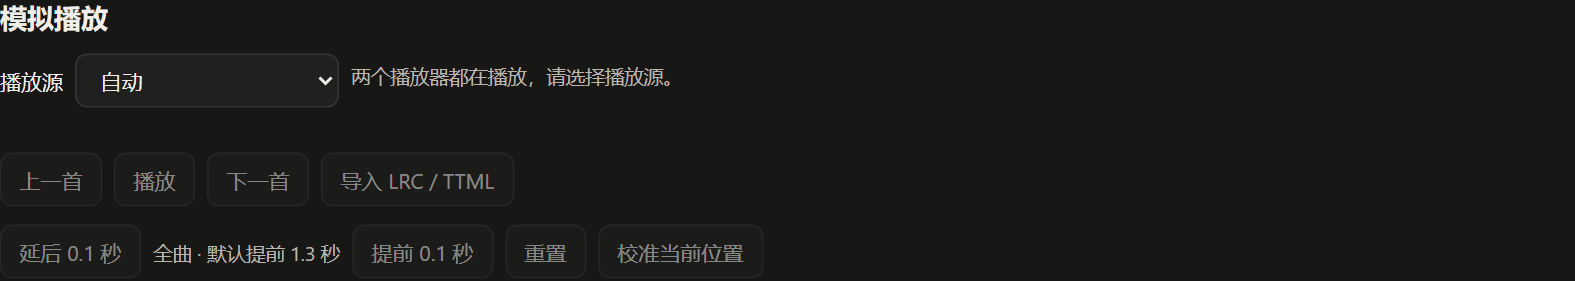 模拟播放
播放源 自动 两个播放器都在播放，请选择播放源。
上一首 播放 下一首 导入 LRC / TTML
延后 0.1 秒 全曲 · 默认提前 1.3 秒 提前 0.1 秒 重置 校准当前位置